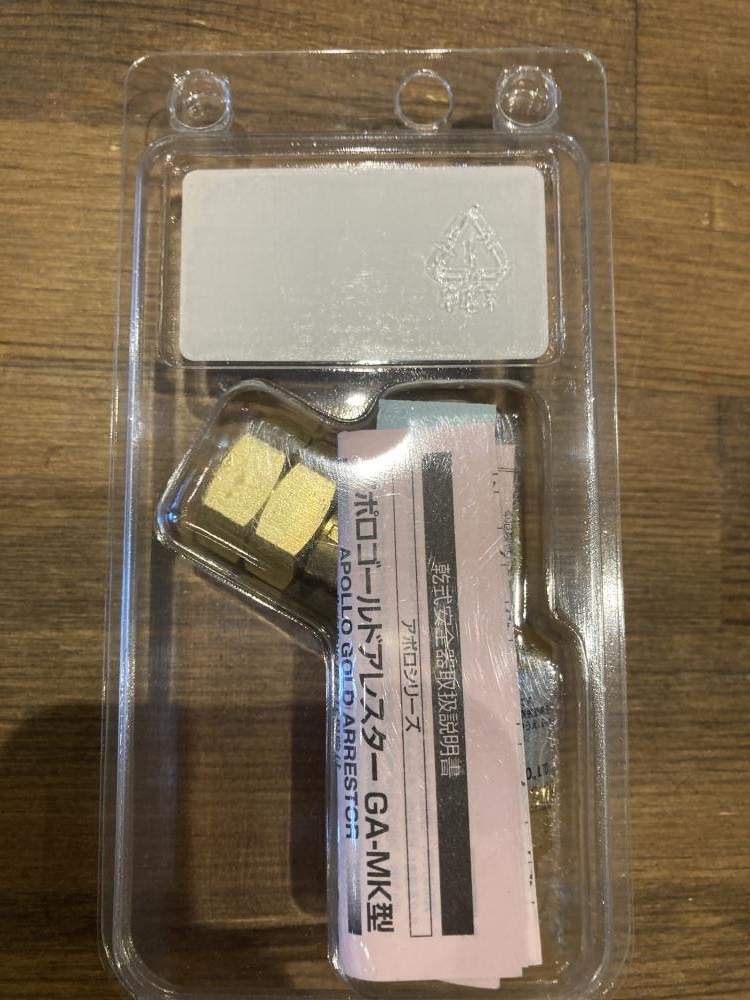 乾式安全器取扱説明書
アポロシリーズ
ポロゴールドアレスター GA-MK型
APOLLO GOLD ARRESTOR
PET